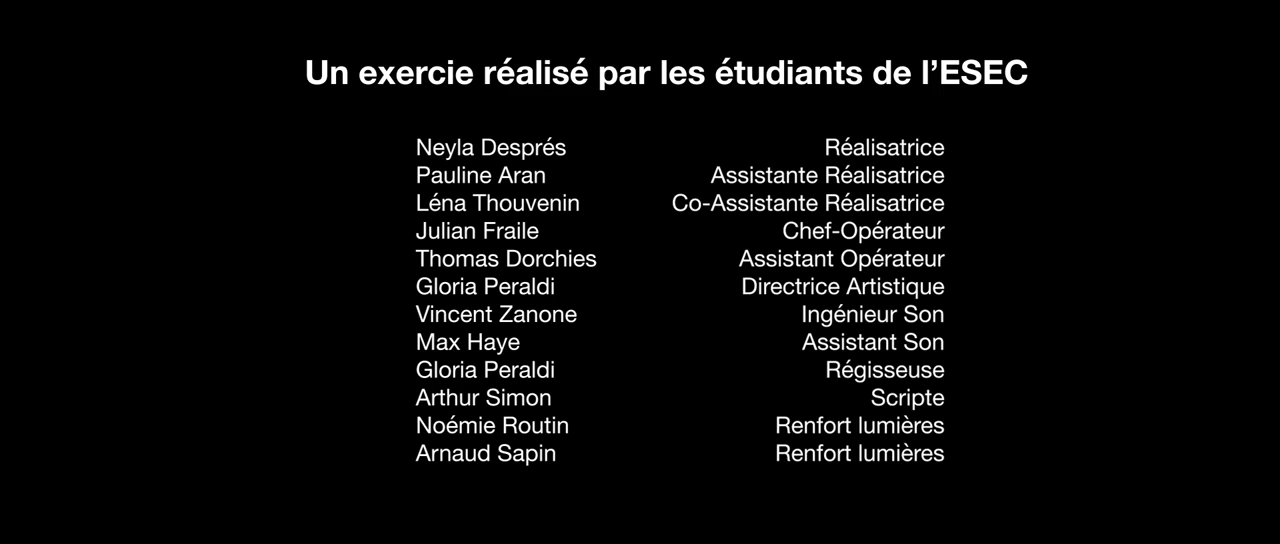 Un exercie réalisé par les étudiants de l’ESEC
Neyla Després Réalisatrice
Pauline Aran Assistante Réalisatrice
Léna Thouvenin Co-Assistante Réalisatrice
Julian Fraile Chef-Opérateur
Thomas Dorchies Assistant Opérateur
Gloria Peraldi Directrice Artistique
Vincent Zanone Ingénieur Son
Max Haye Assistant Son
Gloria Peraldi Régisseuse
Arthur Simon Scripte
Noémie Routin Renfort lumières
Arnaud Sapin Renfort lumières